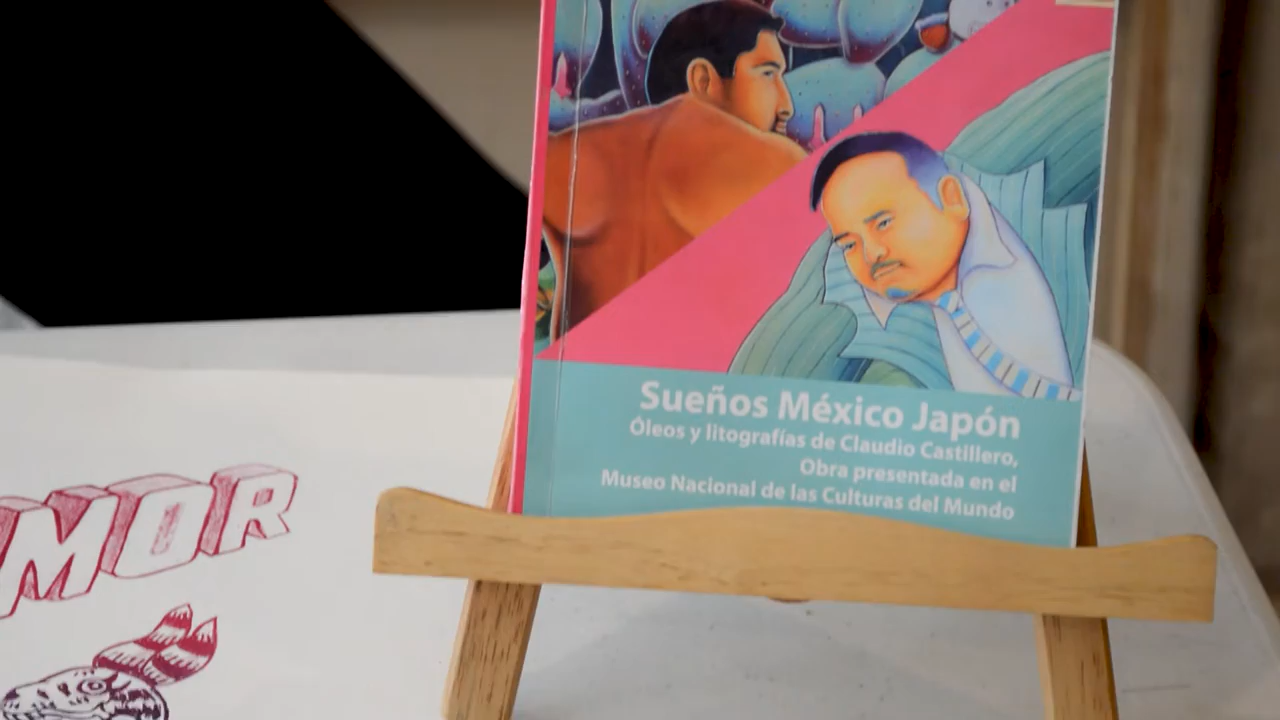 Sueños México Japón
Óleos y litografías de Claudio Castillero,
Obra presentada en el
Museo Nacional de las Culturas del Mundo
MOR